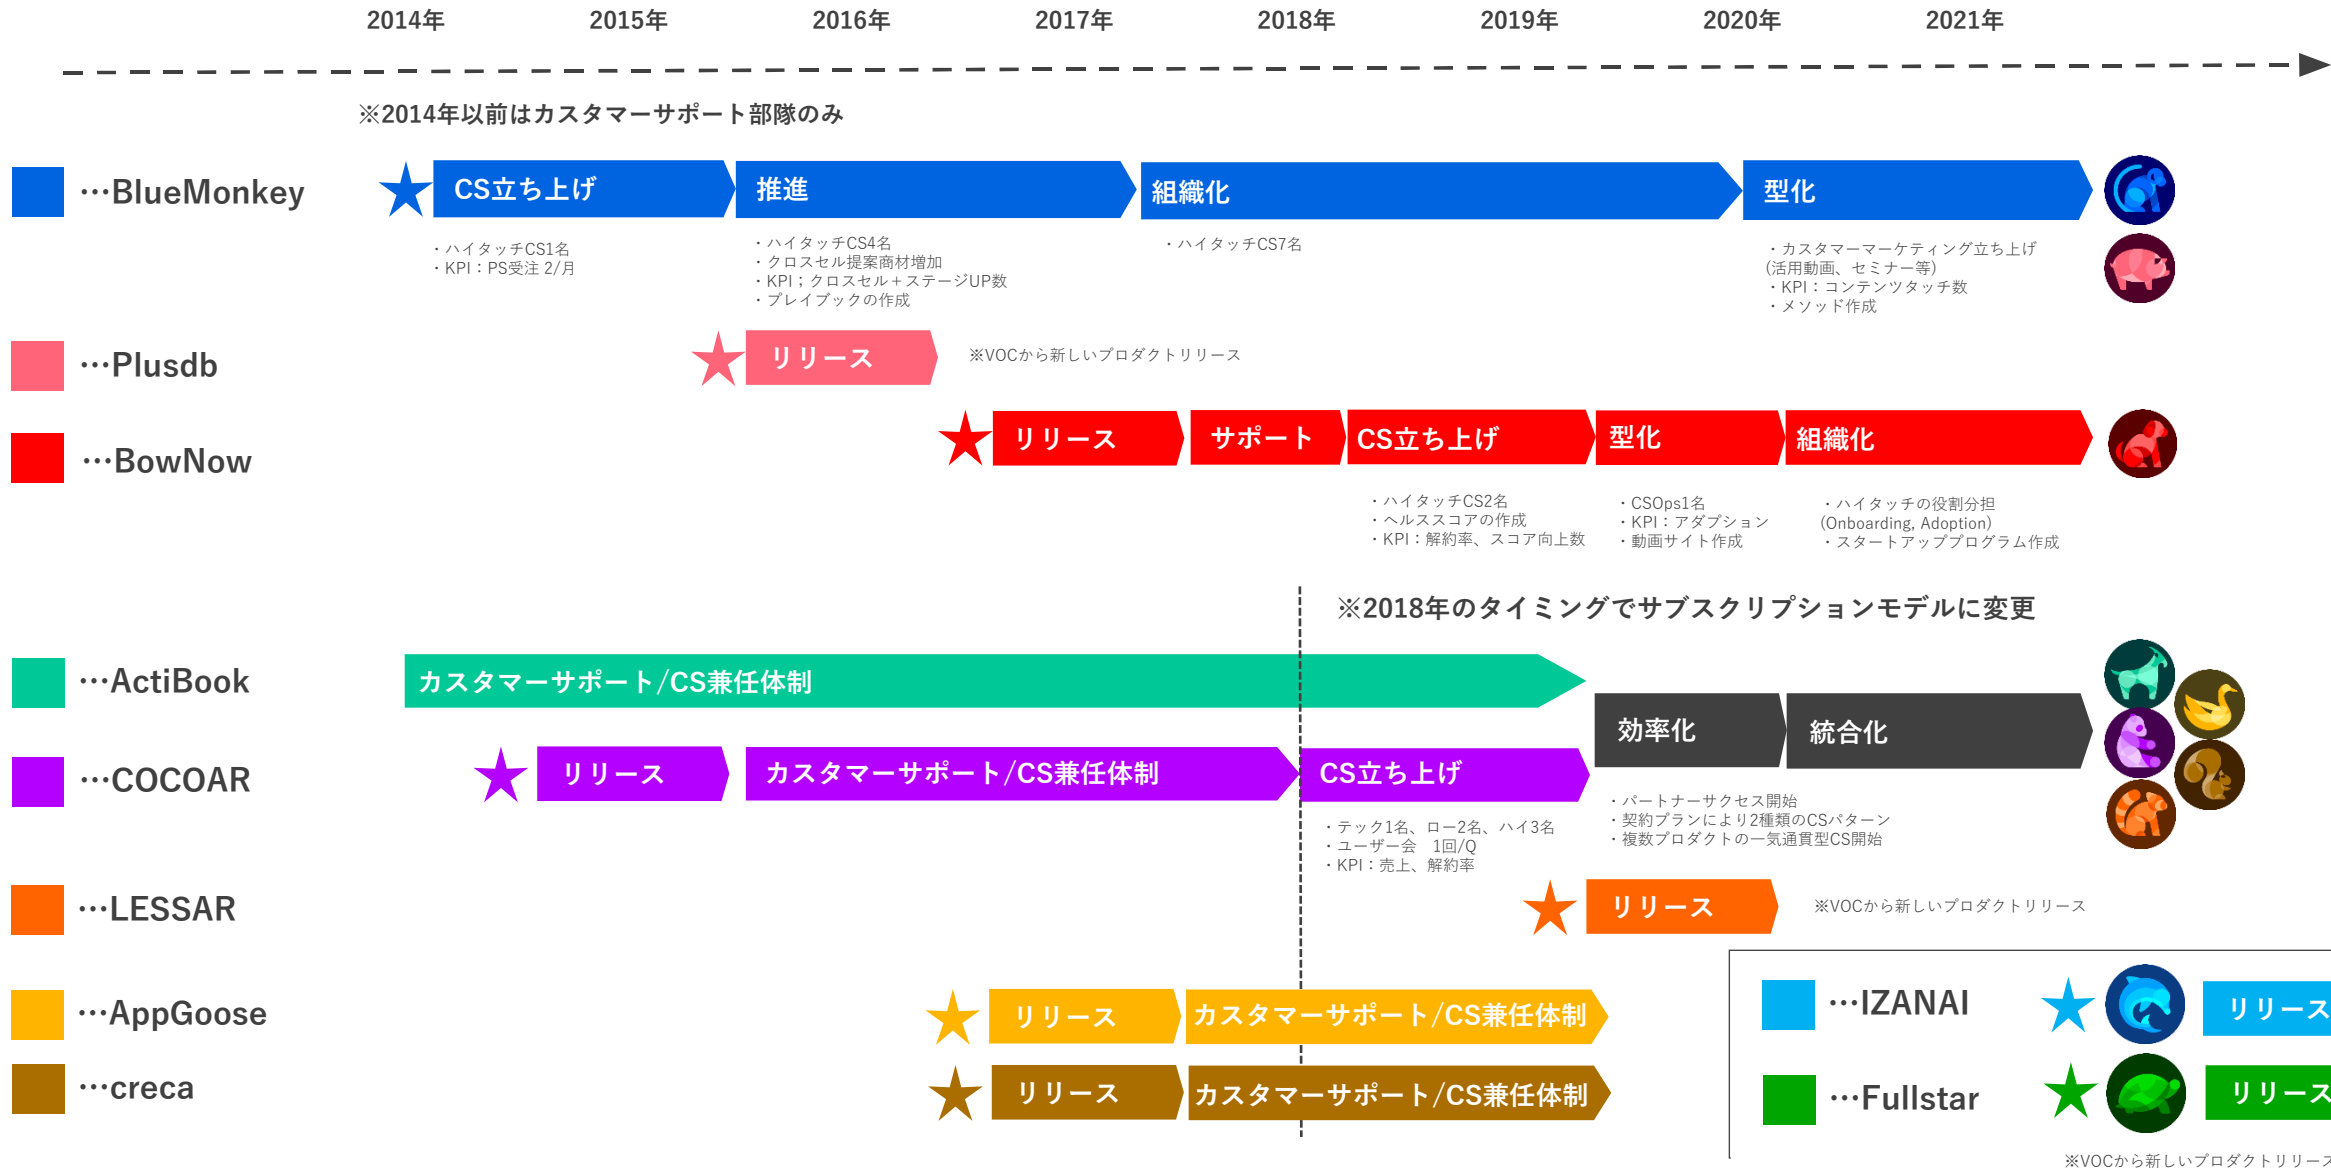 2014年 2015年 2016年 2017年 2018年 2019年 2020年 2021年
※2014年以前はカスタマーサポート部隊のみ
…BlueMonkey
CS立ち上げ
推進
組織化
型化
・ハイタッチCS1名
・KPI：PS受注 2/月
・ハイタッチCS4名
・クロスセル提案商材増加
・KPI；クロスセル＋ステージUP数
・プレイブックの作成
・ハイタッチCS7名
・カスタマーマーケティング立ち上げ
(活用動画、セミナー等)
・KPI：コンテンツタッチ数
・メソッド作成
…Plusdb
リリース
※VOCから新しいプロダクトリリース
…BowNow
リリース
サポート
CS立ち上げ
型化
組織化
・ハイタッチCS2名
・ヘルススコアの作成
・KPI：解約率、スコア向上数
・CSOps1名
・KPI：アダプション
・動画サイト作成
・ハイタッチの役割分担
(Onboarding, Adoption)
・スタートアッププログラム作成
※2018年のタイミングでサブスクリプションモデルに変更
…ActiBook
カスタマーサポート/CS兼任体制
効率化
統合化
…COCOAR
リリース
カスタマーサポート/CS兼任体制
CS立ち上げ
・テック1名、ロー2名、ハイ3名
・ユーザー会　1回/Q
・KPI：売上、解約率
・パートナーサクセス開始
・契約プランにより2種類のCSパターン
・複数プロダクトの一気通貫型CS開始
…LESSAR
リリース
※VOCから新しいプロダクトリリース
…AppGoose
リリース
カスタマーサポート/CS兼任体制
…creca
リリース
カスタマーサポート/CS兼任体制
…IZANAI
リリース
…Fullstar
リリース
※VOCから新しいプロダクトリリース